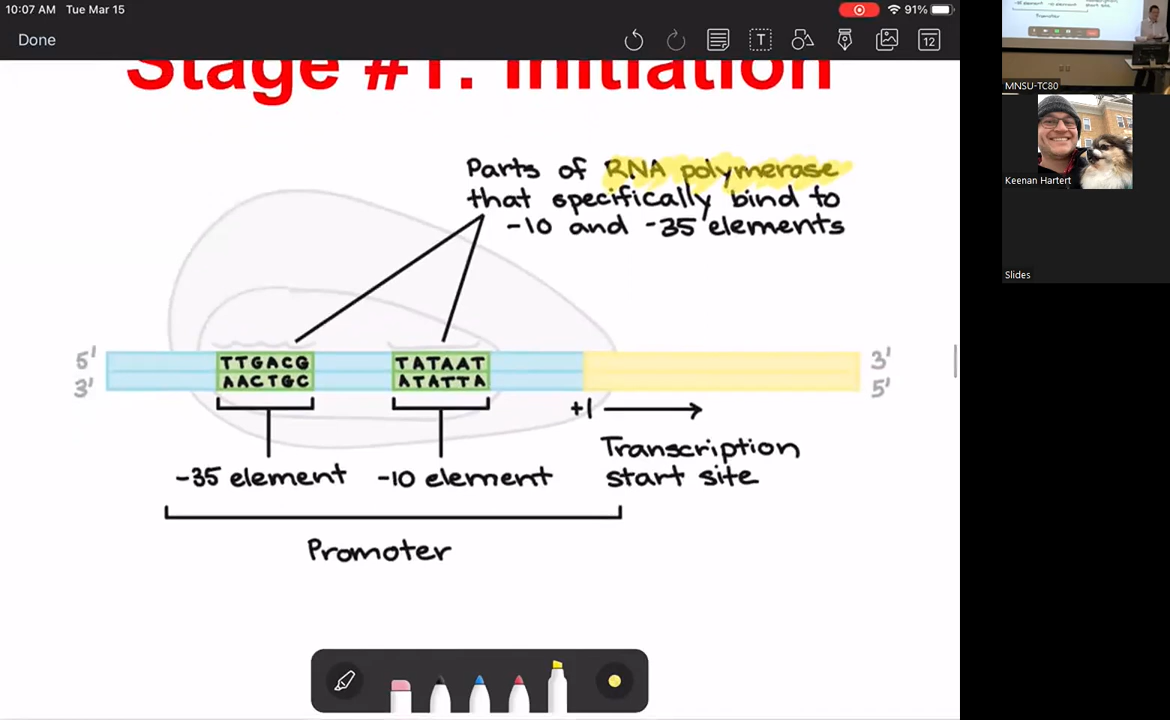 10:07 AM Tue Mar 15
91%
Done
T
12
Stage #1: Initiation
Parts of RNA polymerase
that specifically bind to
-10 and -35 elements
5'
3'
TTGACG
AACTGC
TATAAT
ATATTA
3'
5'
+1
Transcription
start site
-35 element
-10 element
Promoter
MNSU-TC80
Keenan Hartert
Slides